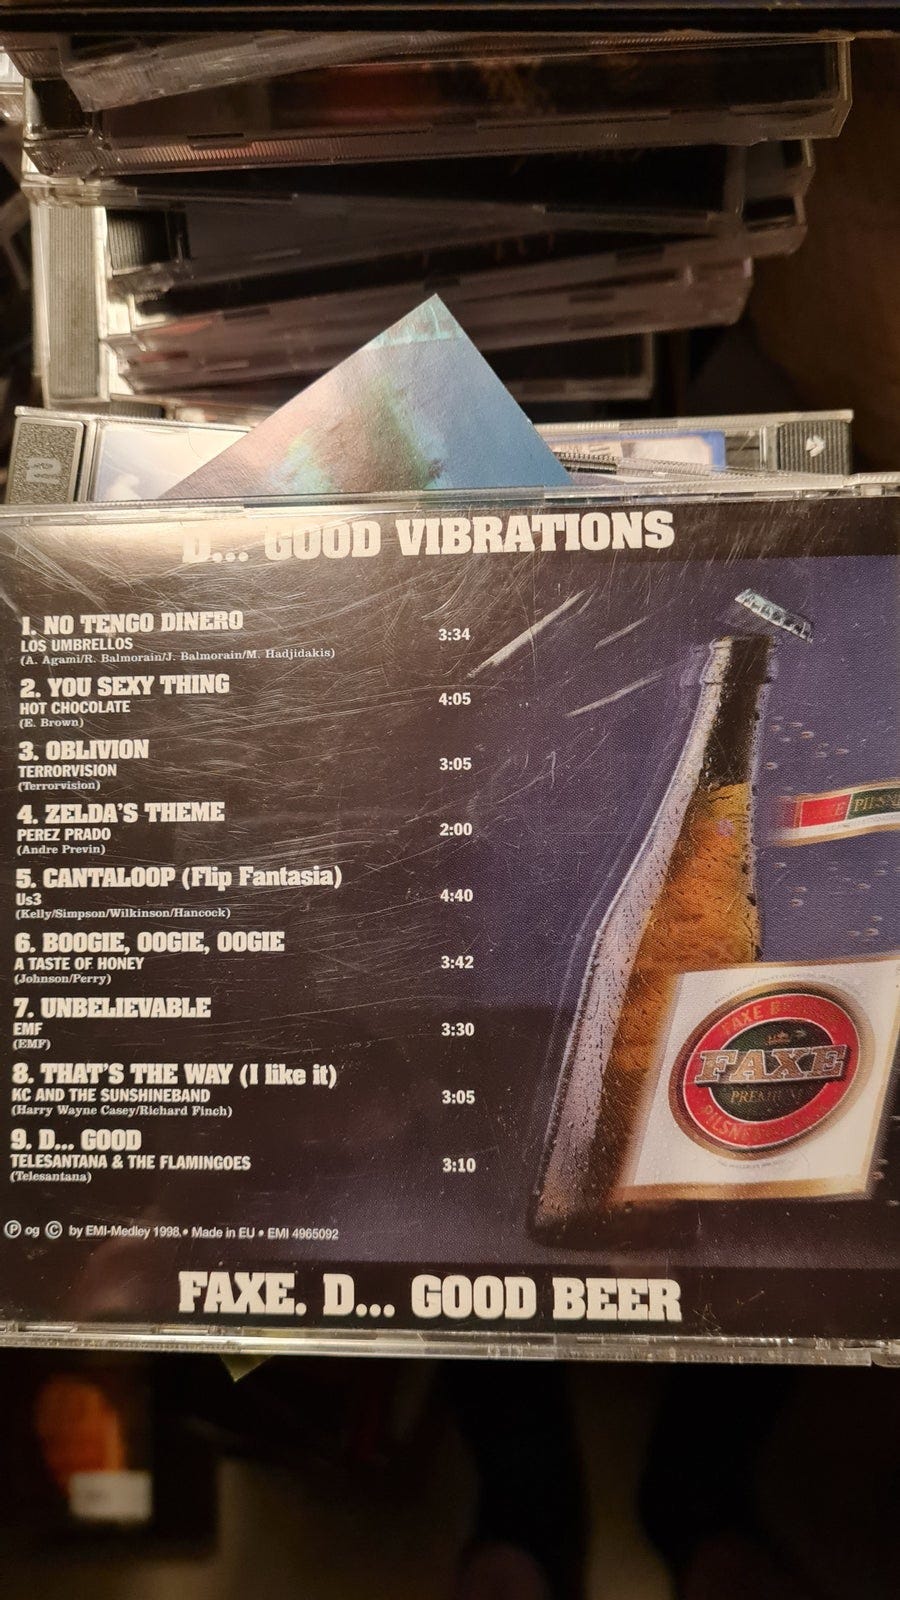 D... GOOD VIBRATIONS
1. NO TENGO DINERO
LOS UMBRELLOS
3:34
(A. Agami/R. Balmorain/J. Balmorain/M. Hadjidakis)
2. YOU SEXY THING
HOT CHOCOLATE
4:05
(E. Brown)
3. OBLIVION
TERRORVISION
3:05
(Terrorvision)
4. ZELDA'S THEME
PEREZ PRADO
2:00
(Andre Previn)
5. CANTALOOP (Flip Fantasia)
Us3
4:40
(Kelly/Simpson/Wilkinson/Hancock)
6. BOOGIE, OOGIE, OOGIE
A TASTE OF HONEY
3:42
(Johnson/Perry)
7. UNBELIEVABLE
EMF
3:30
(EMF)
8. THAT'S THE WAY (I like it)
KC AND THE SUNSHINEBAND
3:05
(Harry Wayne Casey/Richard Finch)
9. D... GOOD
TELESANTANA & THE FLAMINGOES
3:10
(Telesantana)
FAXE
PREMIUM
Ⓟ og Ⓒ by EMI-Medley 1998 • Made in EU • EMI 4965092
FAXE. D... GOOD BEER